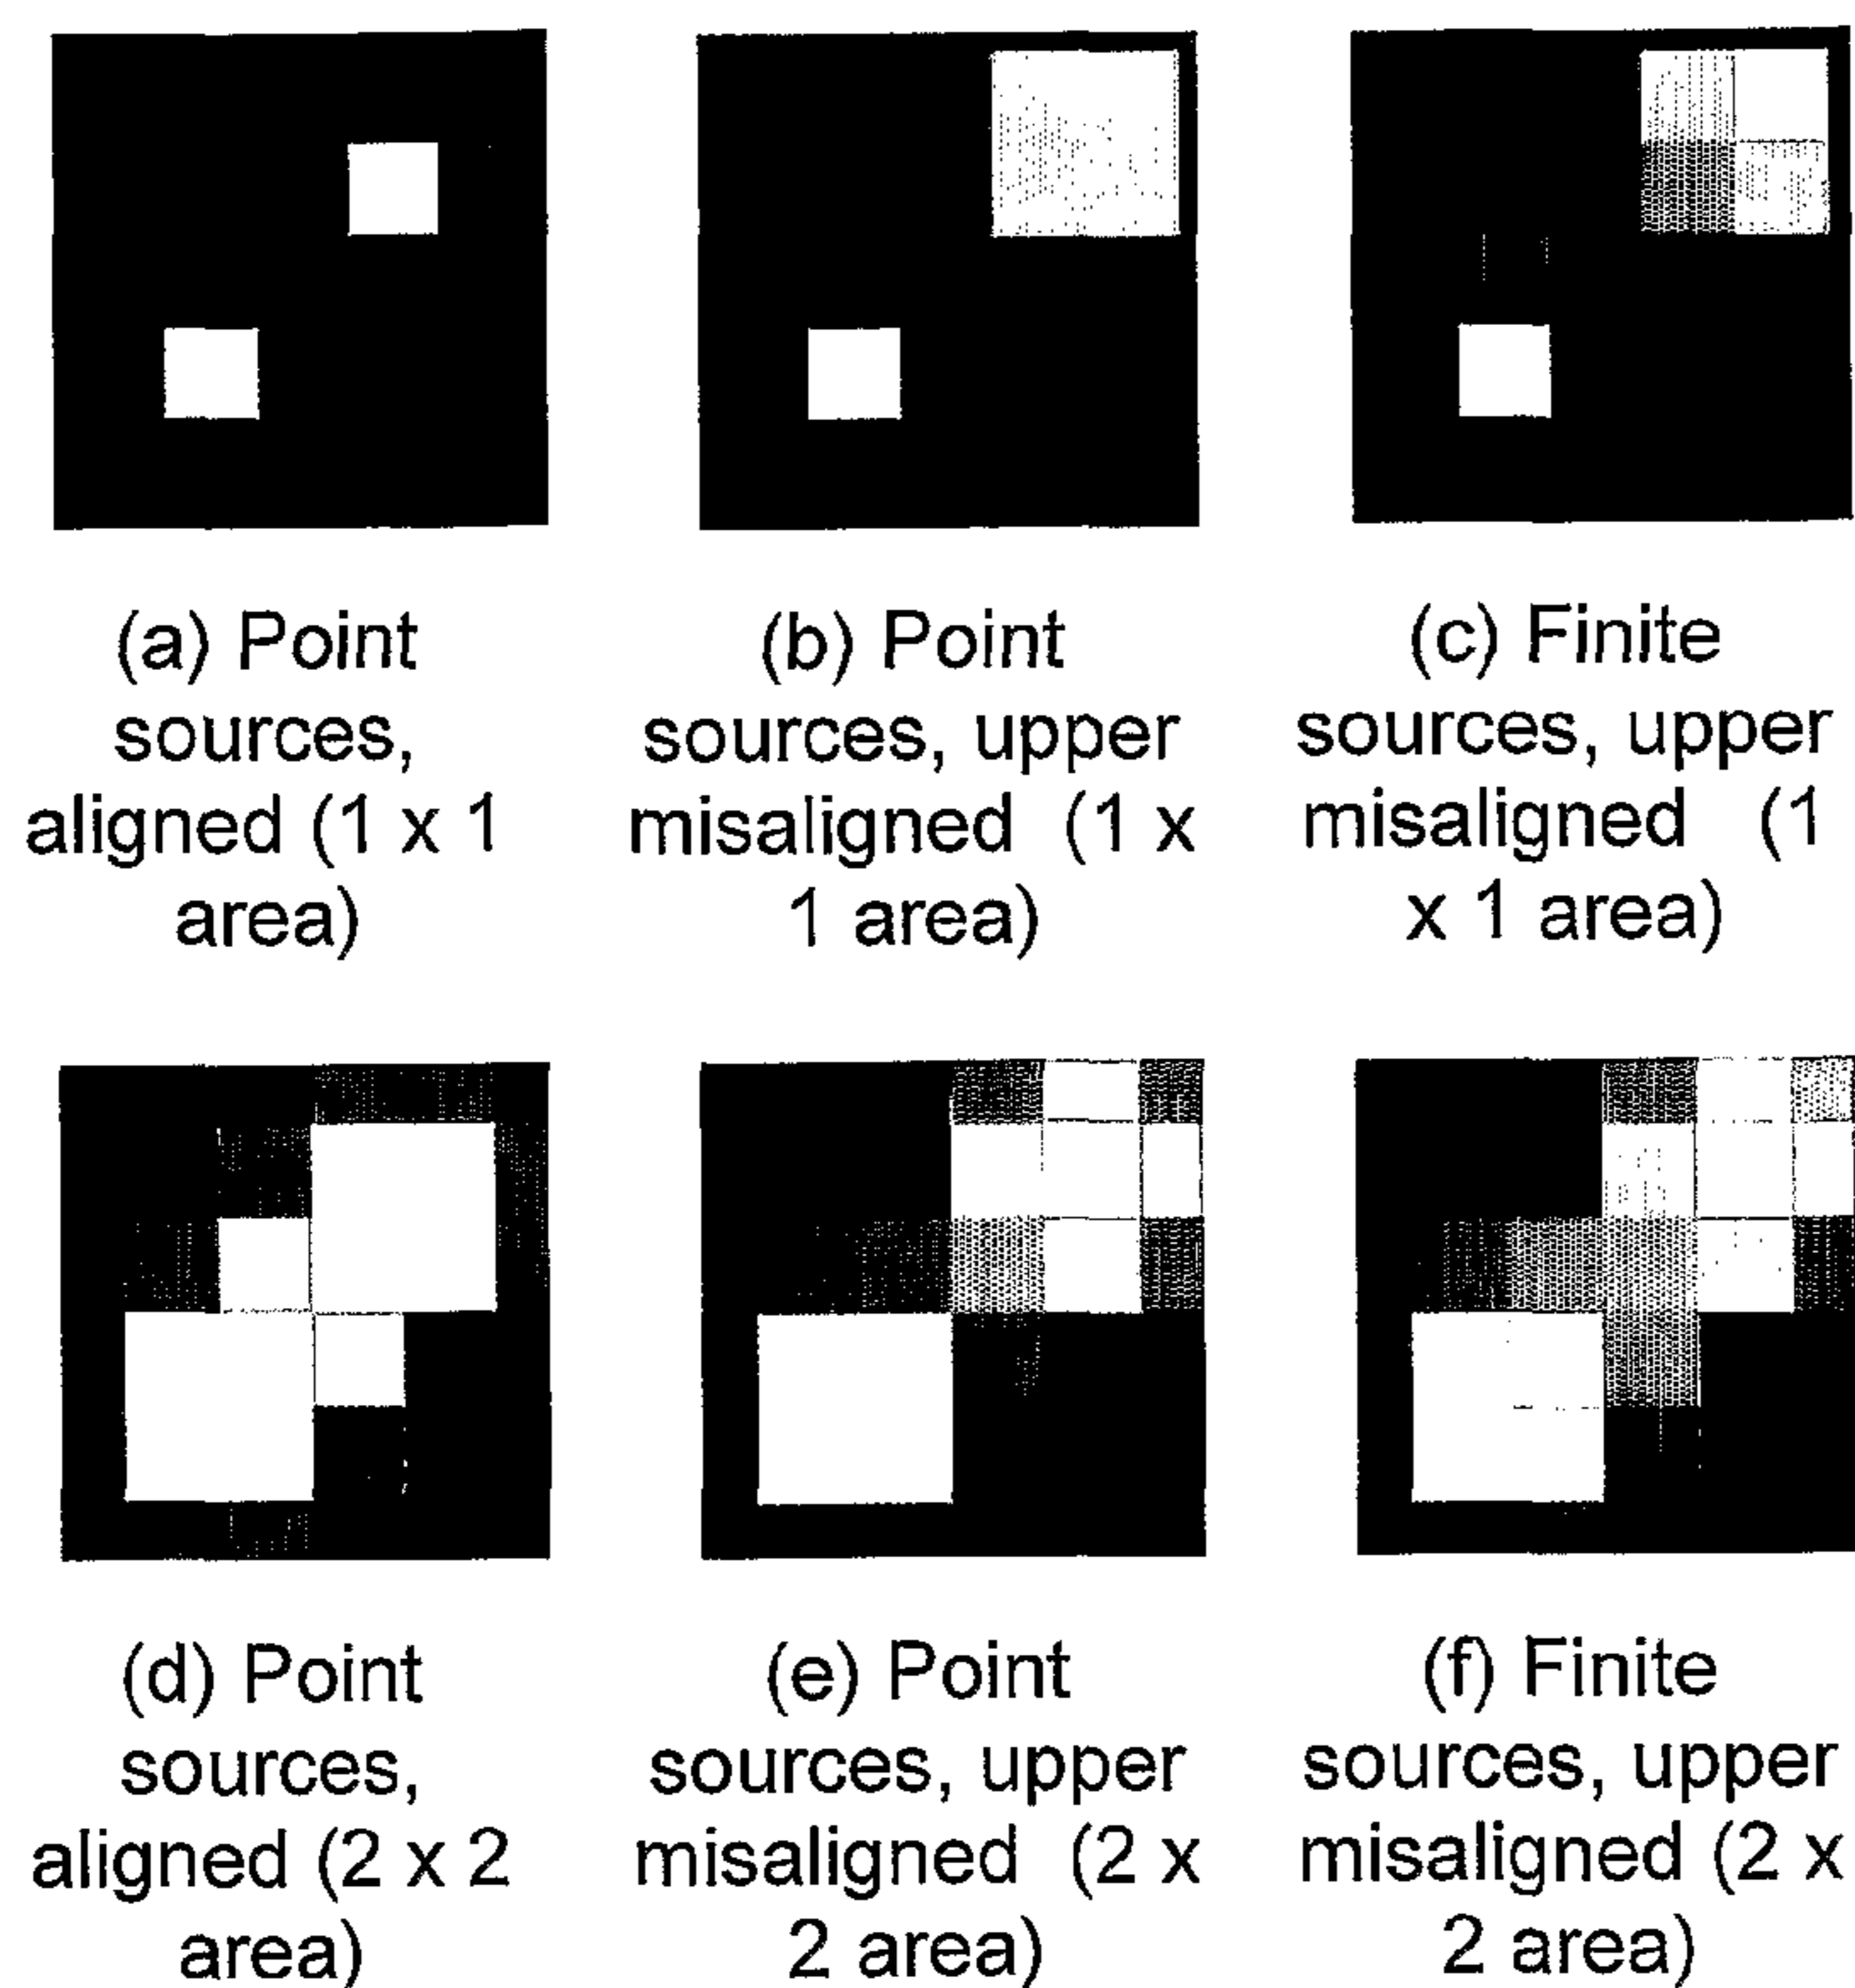 (a) Point
sources,
aligned (1 x 1
area)
(b) Point
sources, upper
misaligned (1 x
1 area)
(c) Finite
sources, upper
misaligned (1
x 1 area)
(d) Point
sources,
aligned (2 x 2
area)
(e) Point
sources, upper
misaligned (2 x
2 area)
(f) Finite
sources, upper
misaligned (2 x
2 area)